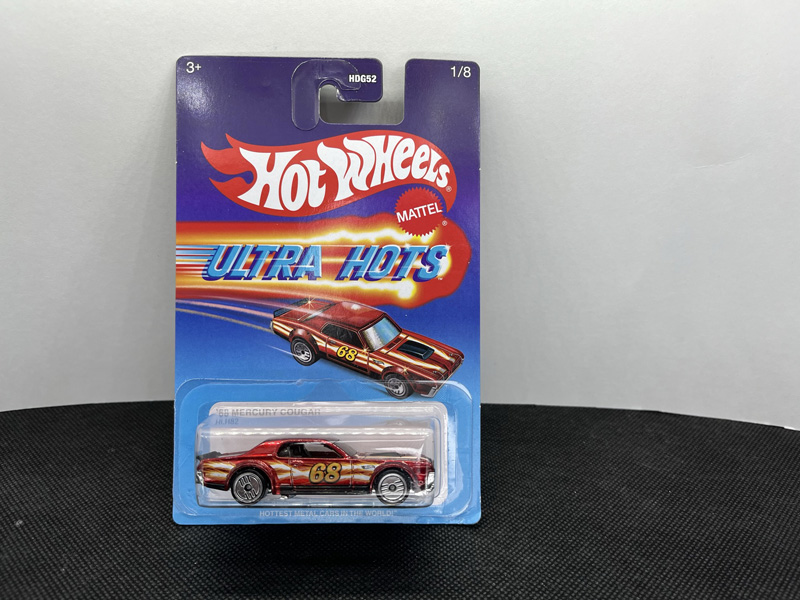 3+
HDG52
1/8
HOT WHEELS®
MATTEL®
ULTRA HOTS™
68
'68 MERCURY COUGAR
68
HOTTEST METAL CARS IN THE WORLD!